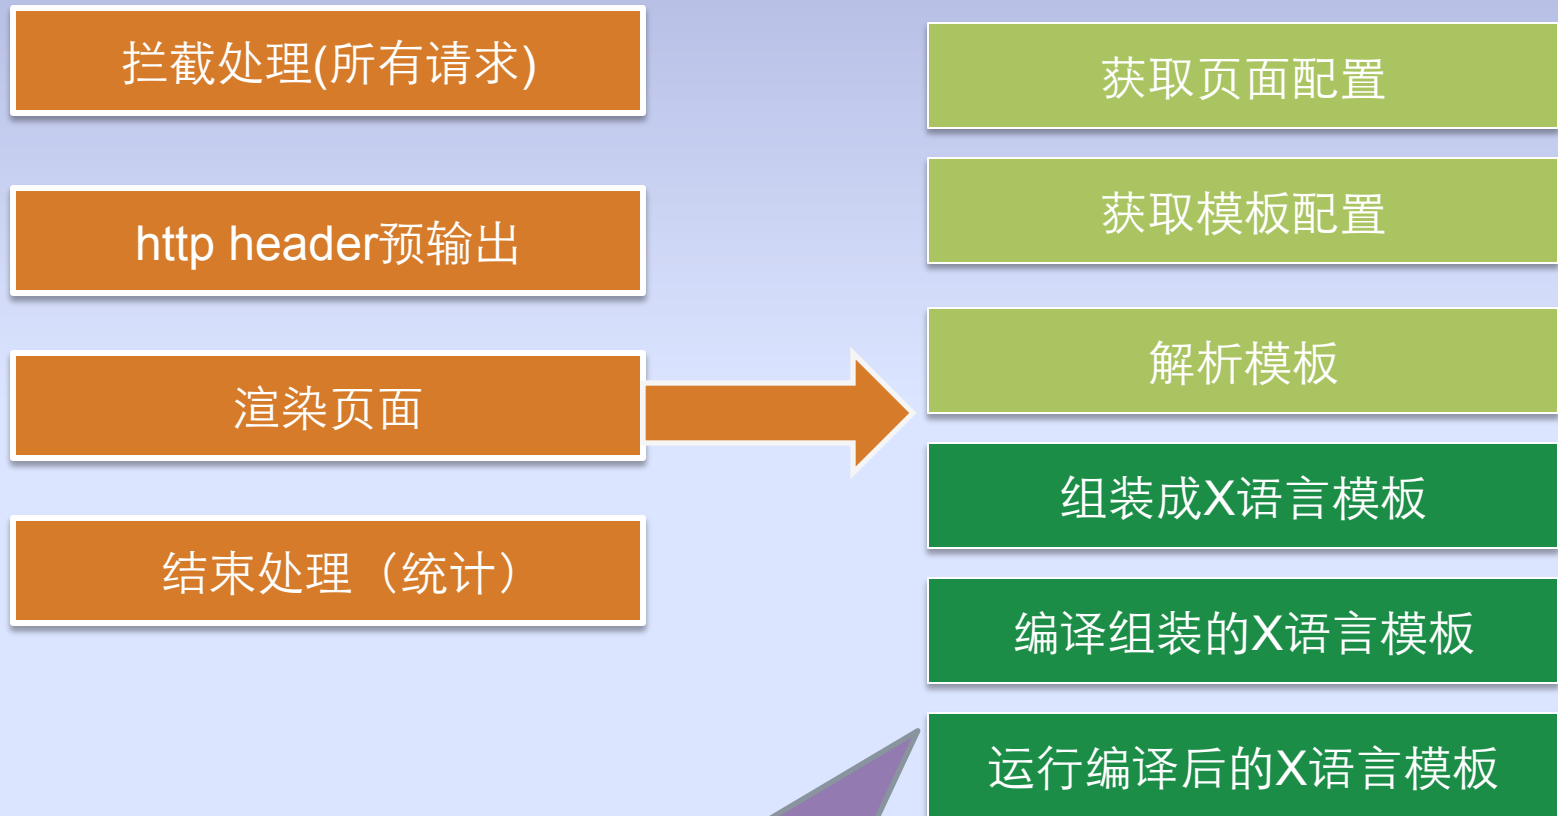 拦截处理(所有请求)
http header预输出
渲染页面
结束处理（统计）
获取页面配置
获取模板配置
解析模板
组装成X语言模板
编译组装的X语言模板
运行编译后的X语言模板